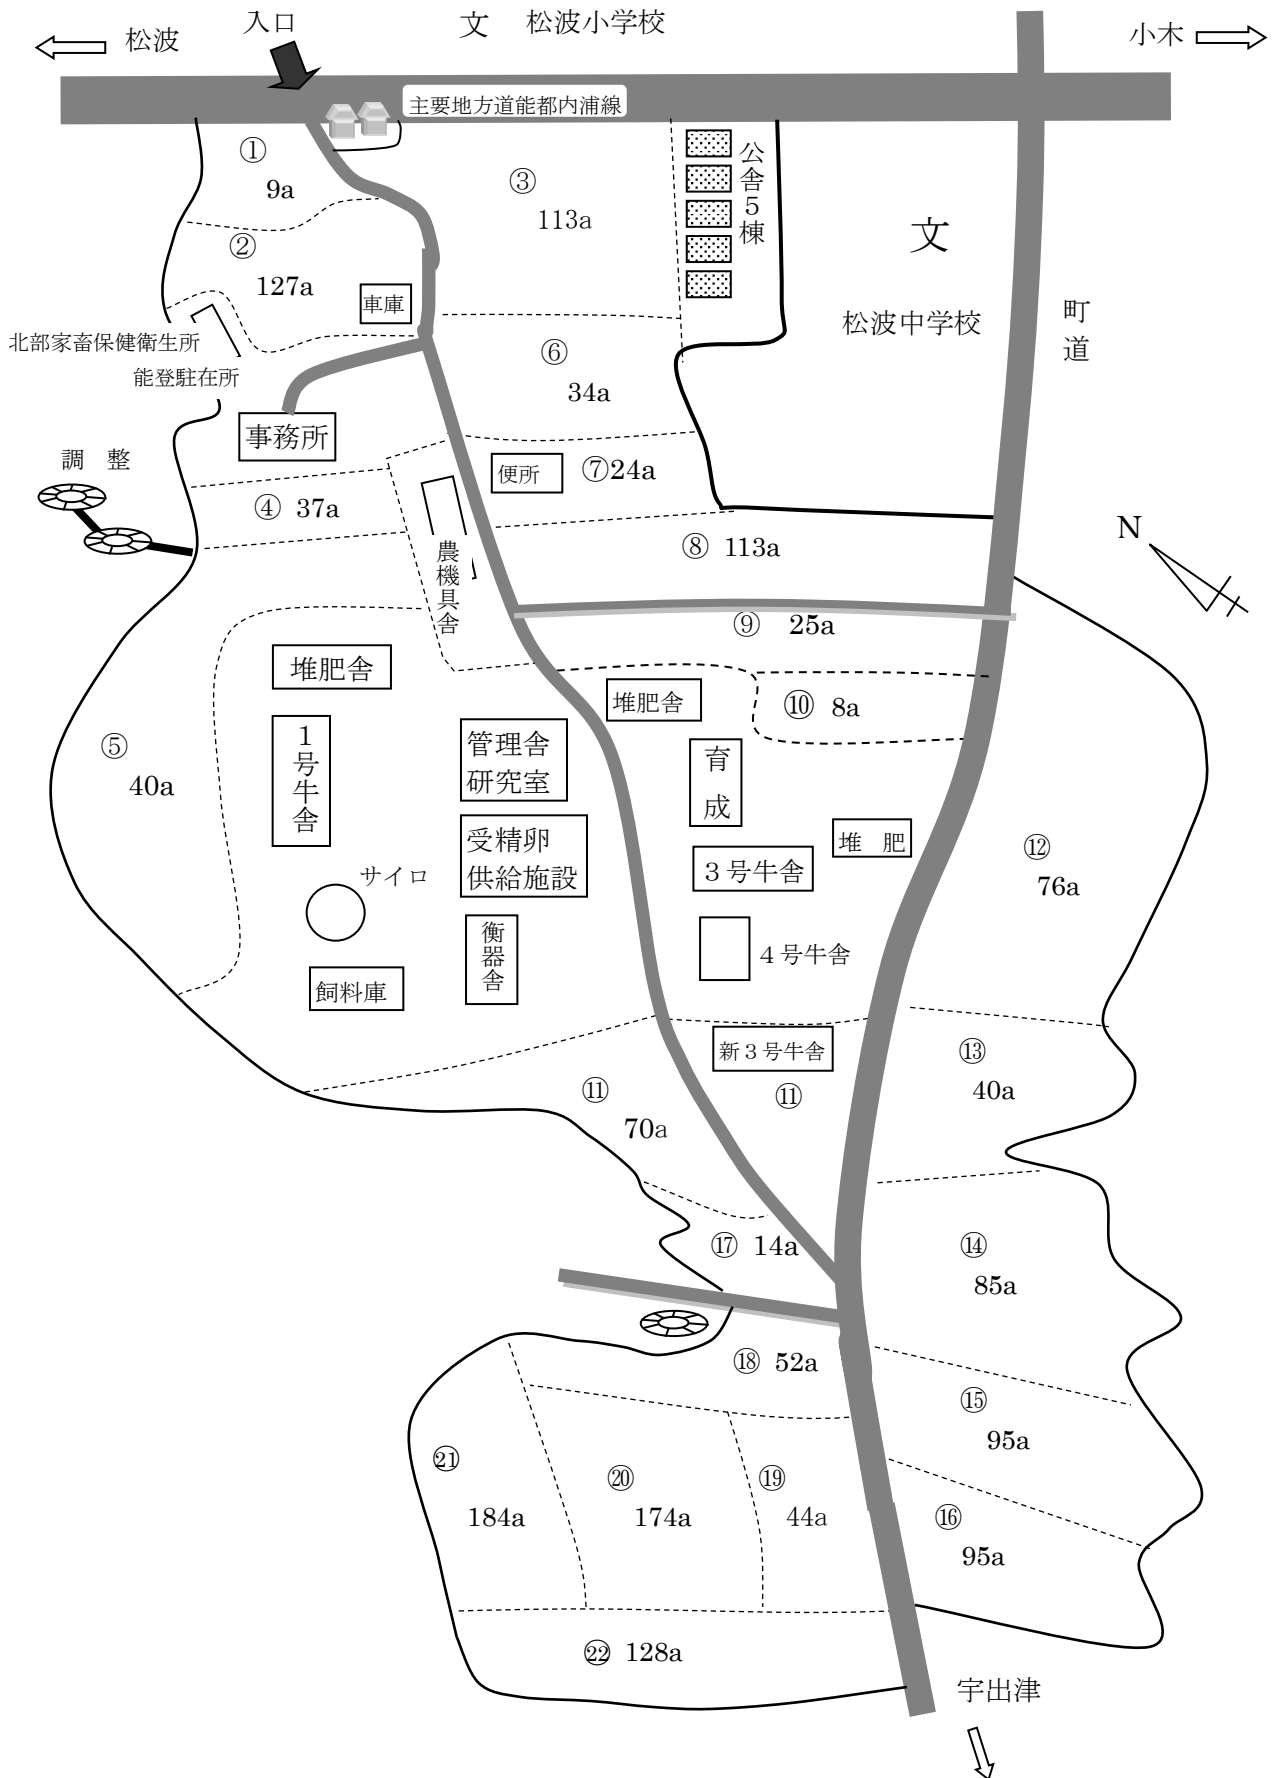 入口
文 松波小学校
松波
小木
主要地方道能都内浦線
①
9a
②
127a
③
113a
公舎5棟
文
松波中学校
町道
車庫
北部家畜保健衛生所
能登駐在所
⑥
34a
事務所
調 整
④ 37a
便所
⑦24a
⑧ 113a
N
農機具舎
⑨ 25a
堆肥舎
堆肥舎
⑩ 8a
⑤
40a
1号牛舎
管理舎
研究室
育成
受精卵
供給施設
堆 肥
３号牛舎
⑫
76a
サイロ
衡器舎
４号牛舎
飼料庫
新３号牛舎
⑬
40a
⑪
70a
⑪
⑰ 14a
⑭
85a
⑱ 52a
⑮
95a
㉑
184a
⑳
174a
⑲
44a
⑯
95a
㉒ 128a
宇出津